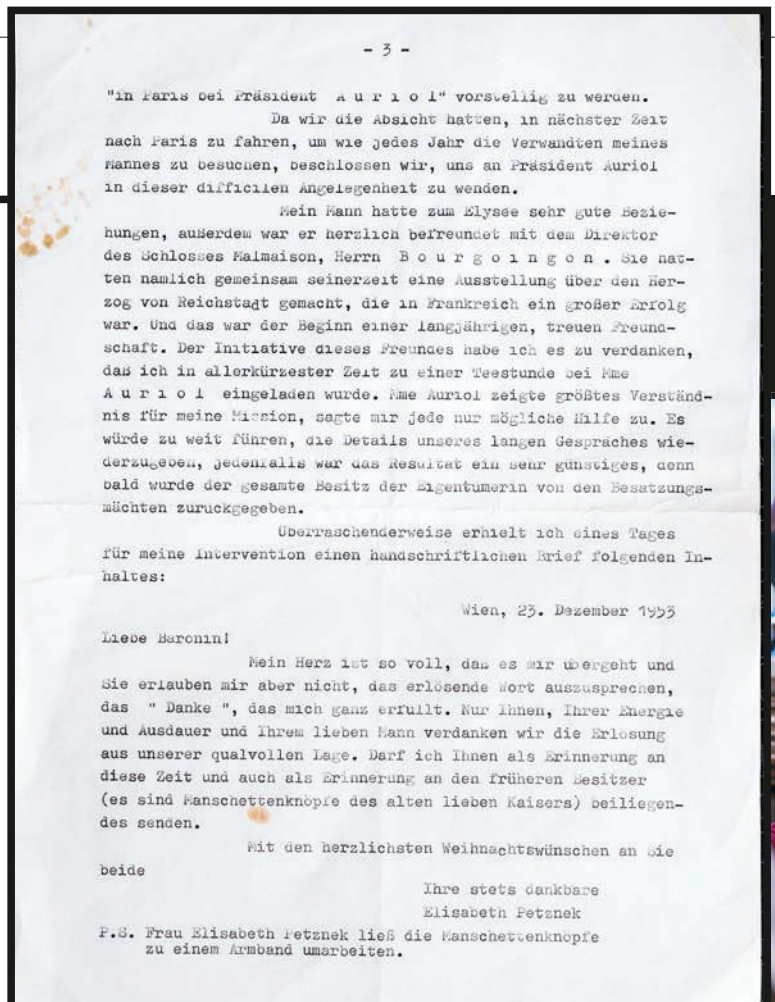 - 3 -
"in Paris bei Präsident A u r i o l" vorstellig zu werden.
Da wir die Absicht hatten, in nächster Zeit
nach Paris zu fahren, um wie jedes Jahr die Verwandten meines
Mannes zu besuchen, beschlossen wir, uns an Präsident Auriol
in dieser difficilen Angelegenheit zu wenden.
Mein Mann hatte zum Elysee sehr gute Bezie-
hungen, außerdem war er herzlich befreundet mit dem Direktor
des Schlosses Malmaison, Herrn B o u r g o i n g o n . Sie hat-
ten nämlich gemeinsam seinerzeit eine Ausstellung über den Her-
zog von Reichstadt gemacht, die in Frankreich ein großer Erfolg
war. Und das war der Beginn einer langjährigen, treuen Freund-
schaft. Der Initiative dieses Freundes habe ich es zu verdanken,
daß ich in allerkürzester Zeit zu einer Teestunde bei Mme
A u r i o l eingeladen wurde. Mme Auriol zeigte größtes Verständ-
nis für meine Mission, sagte mir jede nur mögliche Hilfe zu. Es
würde zu weit führen, die Details unseres langen Gespräches wie-
derzugeben, jedenfalls war das Resultat ein sehr günstiges, denn
bald wurde der gesamte Besitz der Eigentümerin von den Besatzungs-
mächten zurückgegeben.
Überraschenderweise erhielt ich eines Tages
für meine Intervention einen handschriftlichen Brief folgenden In-
haltes:
Wien, 23. Dezember 1953
Liebe Baronin!
Mein Herz ist so voll, daß es mir übergeht und
Sie erlauben mir aber nicht, das erlösende Wort auszusprechen,
das " Danke ", das mich ganz erfüllt. Nur Ihnen, Ihrer Energie
und Ausdauer und Ihrem lieben Mann verdanken wir die Erlösung
aus unserer qualvollen Lage. Darf ich Ihnen als Erinnerung an
diese Zeit und auch als Erinnerung an den früheren Besitzer
(es sind Manschettenknöpfe des alten lieben Kaisers) beiliegen-
des senden.
Mit den herzlichsten Weihnachtswünschen an Sie
beide
Ihre stets dankbare
Elisabeth Petznek
P.S. Frau Elisabeth Petznek ließ die Manschettenknöpfe
zu einem Armband umarbeiten.